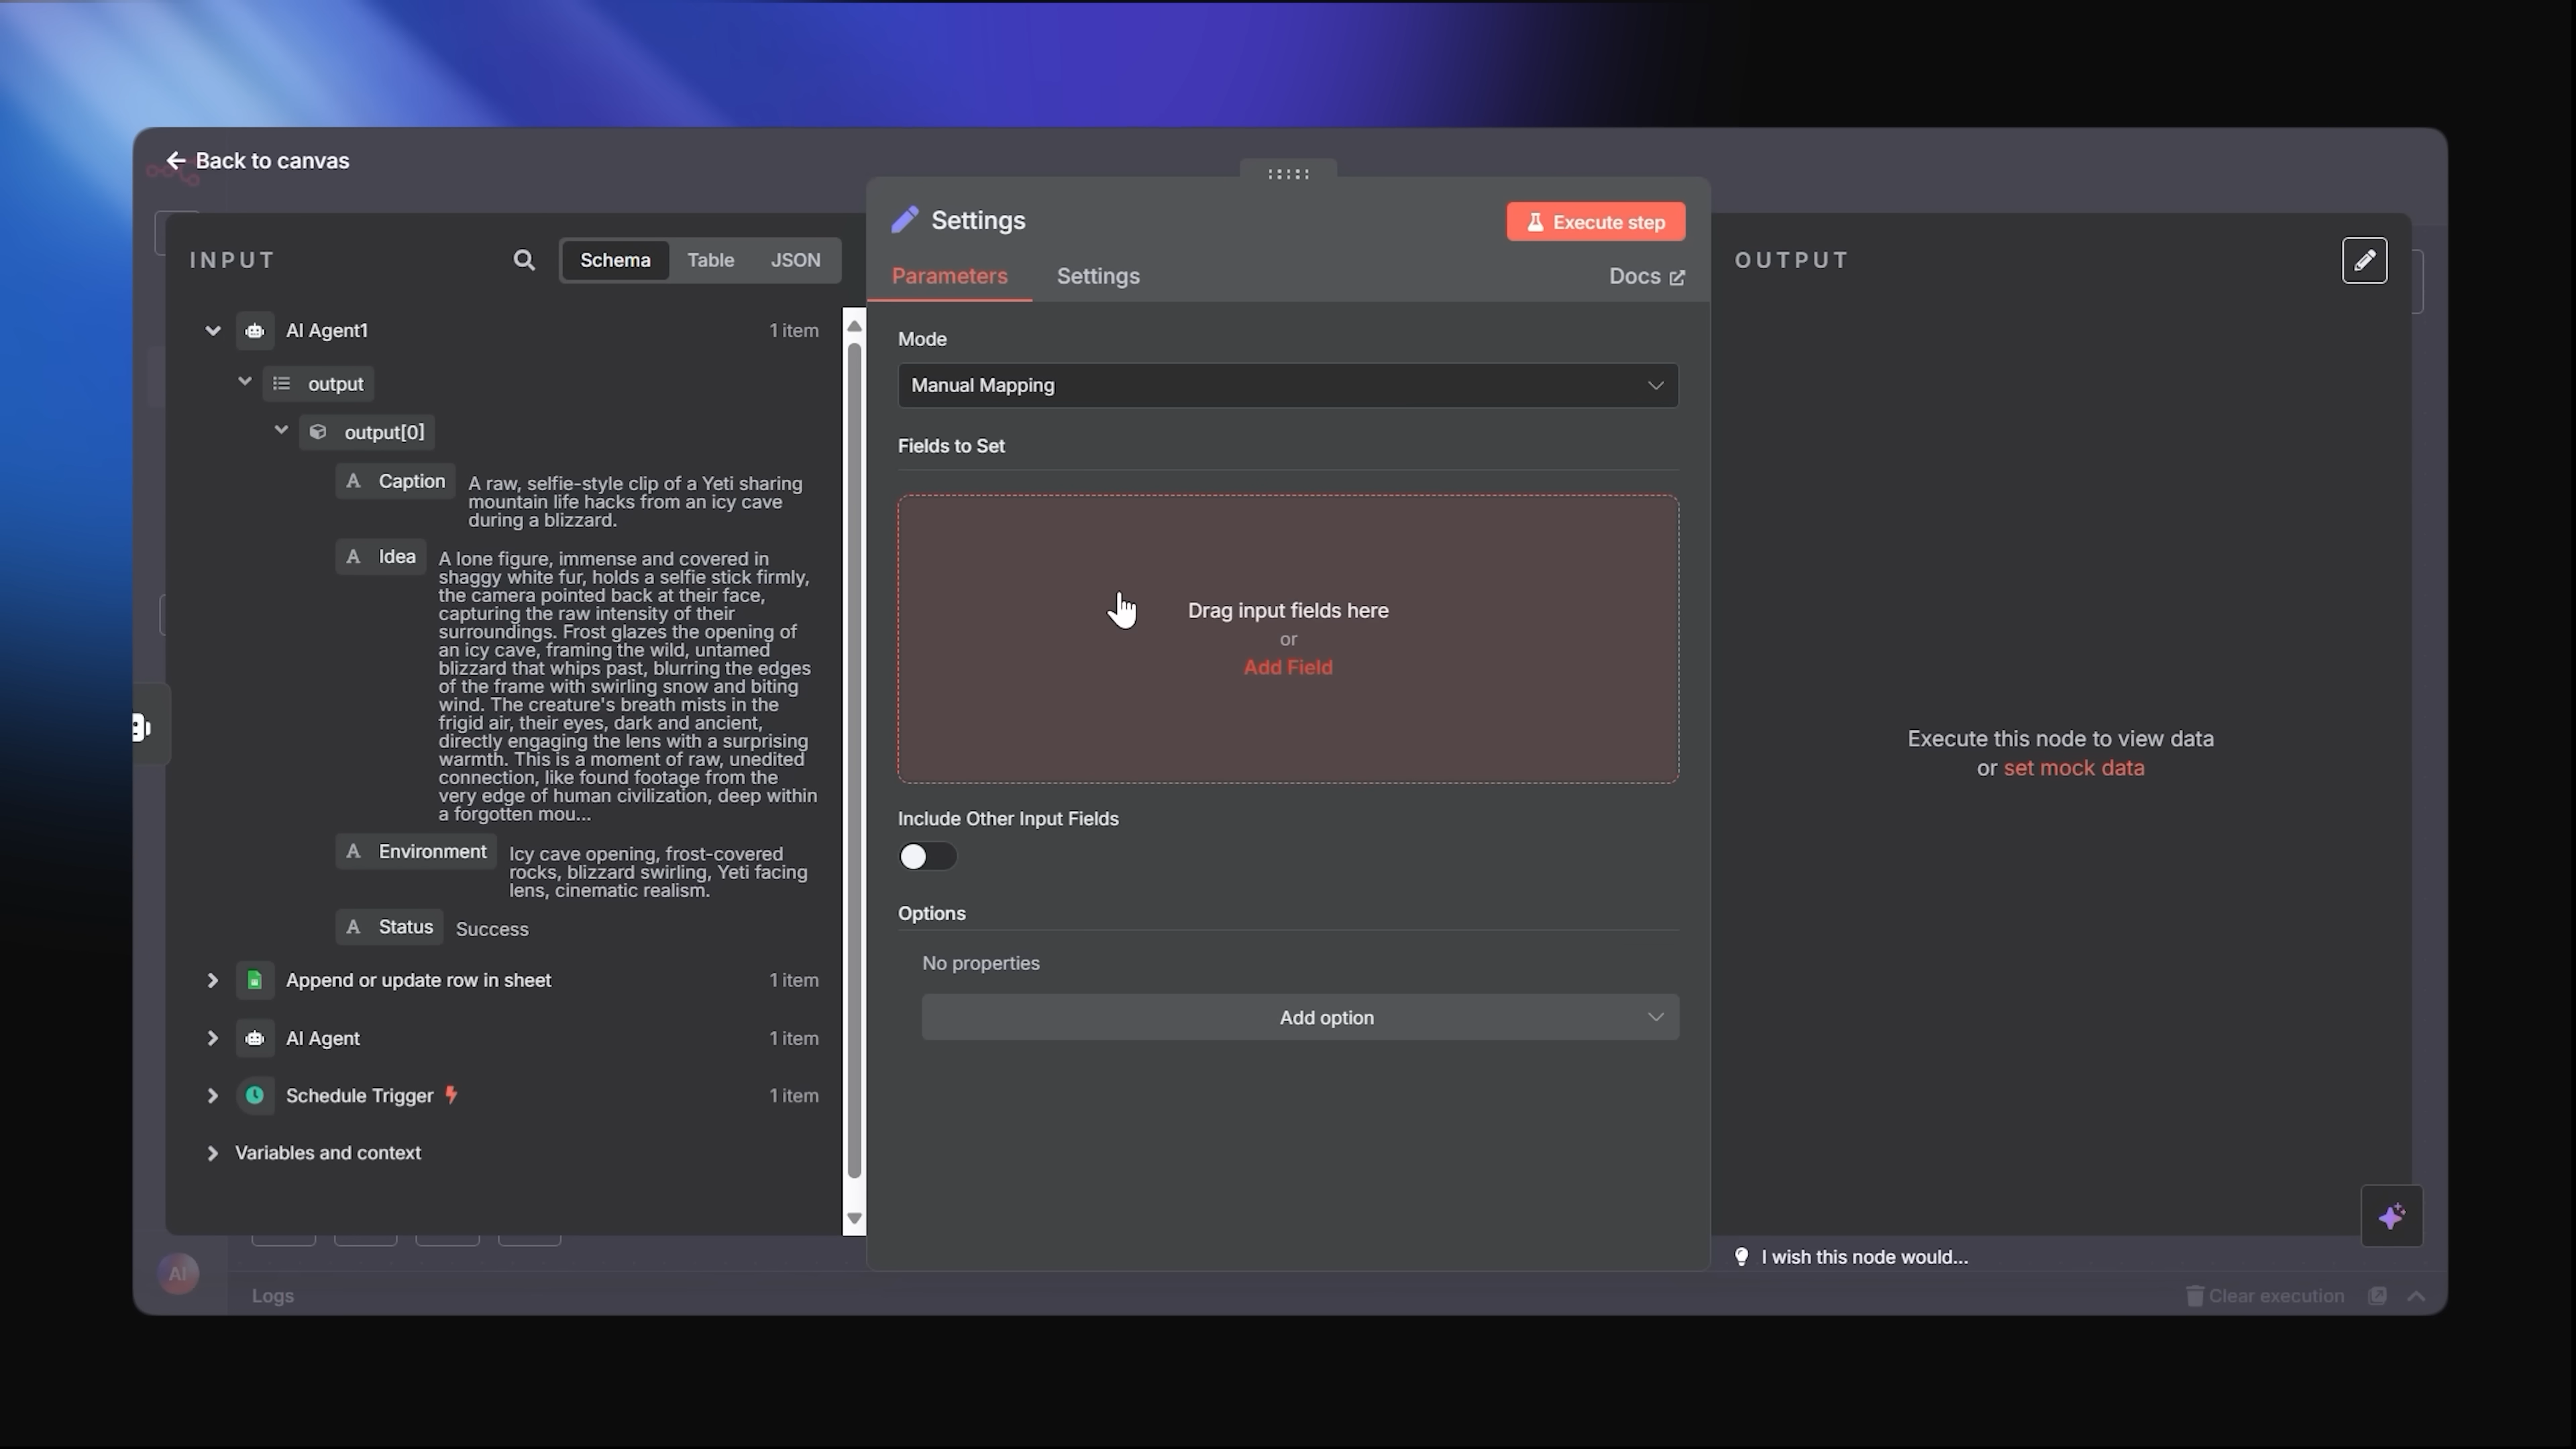 Back to canvas
INPUT
Schema Table JSON
AI Agent1 1 item
output
output[0]
A Caption A raw, selfie-style clip of a Yeti sharing
mountain life hacks from an icy cave
during a blizzard.
A Idea A lone figure, immense and covered in
shaggy white fur, holds a selfie stick firmly,
the camera pointed back at their face,
capturing the raw intensity of their
surroundings. Frost glazes the opening of
an icy cave, framing the wild, untamed
blizzard that whips past, blurring the edges
of the frame with swirling snow and biting
wind. The creature's breath mists in the
frigid air, their eyes, dark and ancient,
directly engaging the lens with a surprising
warmth. This is a moment of raw, unedited
connection, like found footage from the
very edge of human civilization, deep within
a forgotten mou...
A Environment Icy cave opening, frost-covered
rocks, blizzard swirling, Yeti facing
lens, cinematic realism.
A Status Success
Append or update row in sheet 1 item
AI Agent 1 item
Schedule Trigger 1 item
Variables and context
Settings
Execute step
Parameters Settings Docs
Mode
Manual Mapping
Fields to Set
Drag input fields here
or
Add Field
Include Other Input Fields
Options
No properties
Add option
OUTPUT
Execute this node to view data
or set mock data
I wish this node would...
AI
Logs
Clear execution